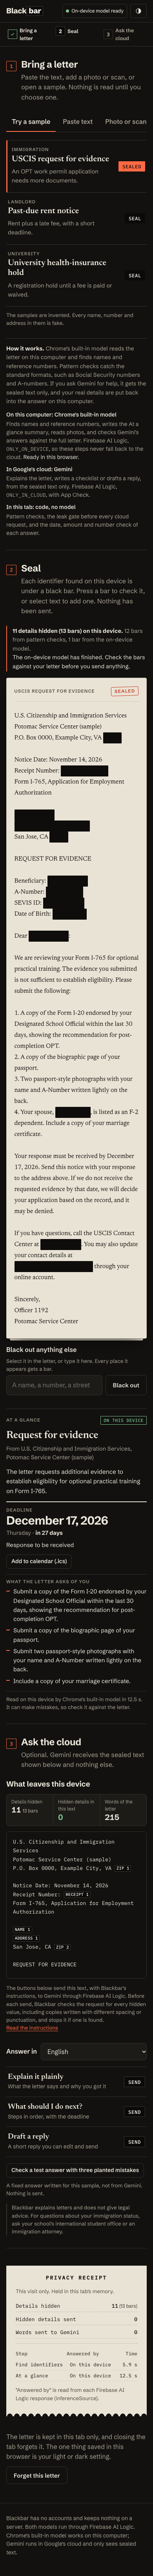 Black bar
On-device model ready
Bring a letter
2 Seal
3 Ask the cloud
1 Bring a letter
Paste the text, add a photo or scan, or open a sample. Nothing is read until you choose one.
Try a sample
Paste text
Photo or scan
IMMIGRATION
USCIS request for evidence
An OPT work permit application needs more documents.
SEALED
LANDLORD
Past-due rent notice
Rent plus a late fee, with a short deadline.
SEAL
UNIVERSITY
University health-insurance hold
A registration hold until a fee is paid or waived.
SEAL
The samples are invented. Every name, number and address in them is fake.
How it works. Chrome's built-in model reads the letter on your computer and finds names and reference numbers. Pattern checks catch the standard formats, such as Social Security numbers and A-numbers. If you ask Gemini for help, it gets the sealed text only, and your real details are put back into the answer on this computer.
On this computer: Chrome's built-in model
Finds names and reference numbers, writes the At a glance summary, reads photos, and checks Gemini's answers against the full letter. Firebase AI Logic, ONLY_ON_DEVICE, so these steps never fall back to the cloud. Ready in this browser.
In Google's cloud: Gemini
Explains the letter, writes a checklist or drafts a reply, from the sealed text only. Firebase AI Logic, ONLY_IN_CLOUD, with App Check.
In this tab: code, no model
Pattern checks, the leak gate before every cloud request, and the date, amount and number check of each answer.
2 Seal
Each identifier found on this device is under a black bar. Press a bar to check it, or select text to add one. Nothing has been sent.
11 details hidden (13 bars) on this device. 12 bars from pattern checks, 1 bar from the on-device model.
The on-device model has finished. Check the bars against your letter before you send anything.
USCIS REQUEST FOR EVIDENCE
SEALED
U.S. Citizenship and Immigration Services
Potomac Service Center (sample)
P.O. Box 0000, Example City, VA
Notice Date: November 14, 2026
Receipt Number:
Form I-765, Application for Employment Authorization
San Jose, CA
REQUEST FOR EVIDENCE
Beneficiary:
A-Number:
SEVIS ID:
Date of Birth:
Dear
We are reviewing your Form I-765 for optional practical training. The evidence you submitted is not sufficient to establish eligibility. Please submit the following:
1. A copy of the Form I-20 endorsed by your Designated School Official within the last 30 days, showing the recommendation for post-completion OPT.
2. A copy of the biographic page of your passport.
3. Two passport-style photographs with your name and A-Number written lightly on the back.
4. Your spouse, , is listed as an F-2 dependent. Include a copy of your marriage certificate.
Your response must be received by December 17, 2026. Send your response with this notice on top to the address above. If we do not receive the requested evidence by that date, we will decide your application based on the record, and it may be denied.
If you have questions, call the USCIS Contact Center at . You may also update your contact details at through your online account.
Sincerely,
Officer 1192
Potomac Service Center
Black out anything else
Select it in the letter, or type it here. Every place it appears gets a bar.
A name, a number, a street
Black out
AT A GLANCE
ON THIS DEVICE
Request for evidence
From U.S. Citizenship and Immigration Services, Potomac Service Center (sample)
The letter requests additional evidence to establish eligibility for optional practical training on Form I-765.
DEADLINE
December 17, 2026
Thursday · in 27 days
Response to be received
Add to calendar (.ics)
WHAT THE LETTER ASKS YOU TO DO
Submit a copy of the Form I-20 endorsed by your Designated School Official within the last 30 days, showing the recommendation for post-completion OPT.
Submit a copy of the biographic page of your passport.
Submit two passport-style photographs with your name and A-Number written lightly on the back.
Include a copy of your marriage certificate.
Read on this device by Chrome's built-in model in 12.5 s. It can make mistakes, so check it against the letter.
3 Ask the cloud
Optional. Gemini receives the sealed text shown below and nothing else.
What leaves this device
Details hidden
11 13 bars
Hidden details in this text
0
Words of the letter
215
U.S. Citizenship and Immigration Services
Potomac Service Center (sample)
P.O. Box 0000, Example City, VA ZIP 1
Notice Date: November 14, 2026
Receipt Number: RECEIPT 1
Form I-765, Application for Employment Authorization
NAME 1
ADDRESS 1
San Jose, CA ZIP 2
REQUEST FOR EVIDENCE
The buttons below send this text, with Blackbar's instructions, to Gemini through Firebase AI Logic. Before each send, Blackbar checks the request for every hidden value, including copies with different spacing or punctuation, and stops if one is found.
Read the instructions
Answer in
English
Explain it plainly
What the letter says and why you got it
SEND
What should I do next?
Steps in order, with the deadline
SEND
Draft a reply
A short reply you can edit and send
SEND
Check a test answer with three planted mistakes
A fixed answer written for this sample, not from Gemini. Nothing is sent.
Blackbar explains letters and does not give legal advice. For questions about your immigration status, ask your school's international student office or an immigration attorney.
PRIVACY RECEIPT
This visit only. Held in this tab's memory.
Details hidden 11 (13 bars)
Hidden details sent 0
Words sent to Gemini 0
Step Answered by Time
Find identifiers On this device 5.9 s
At a glance On this device 12.5 s
"Answered by" is read from each Firebase AI Logic response (inferenceSource).
The letter is kept in this tab only, and closing the tab forgets it. The one thing stored in this browser is your light or dark setting.
Forget this letter
Blackbar has no accounts and keeps nothing on a server. Both models run through Firebase AI Logic. Chrome's built-in model works on this computer; Gemini runs in Google's cloud and only sees sealed text.